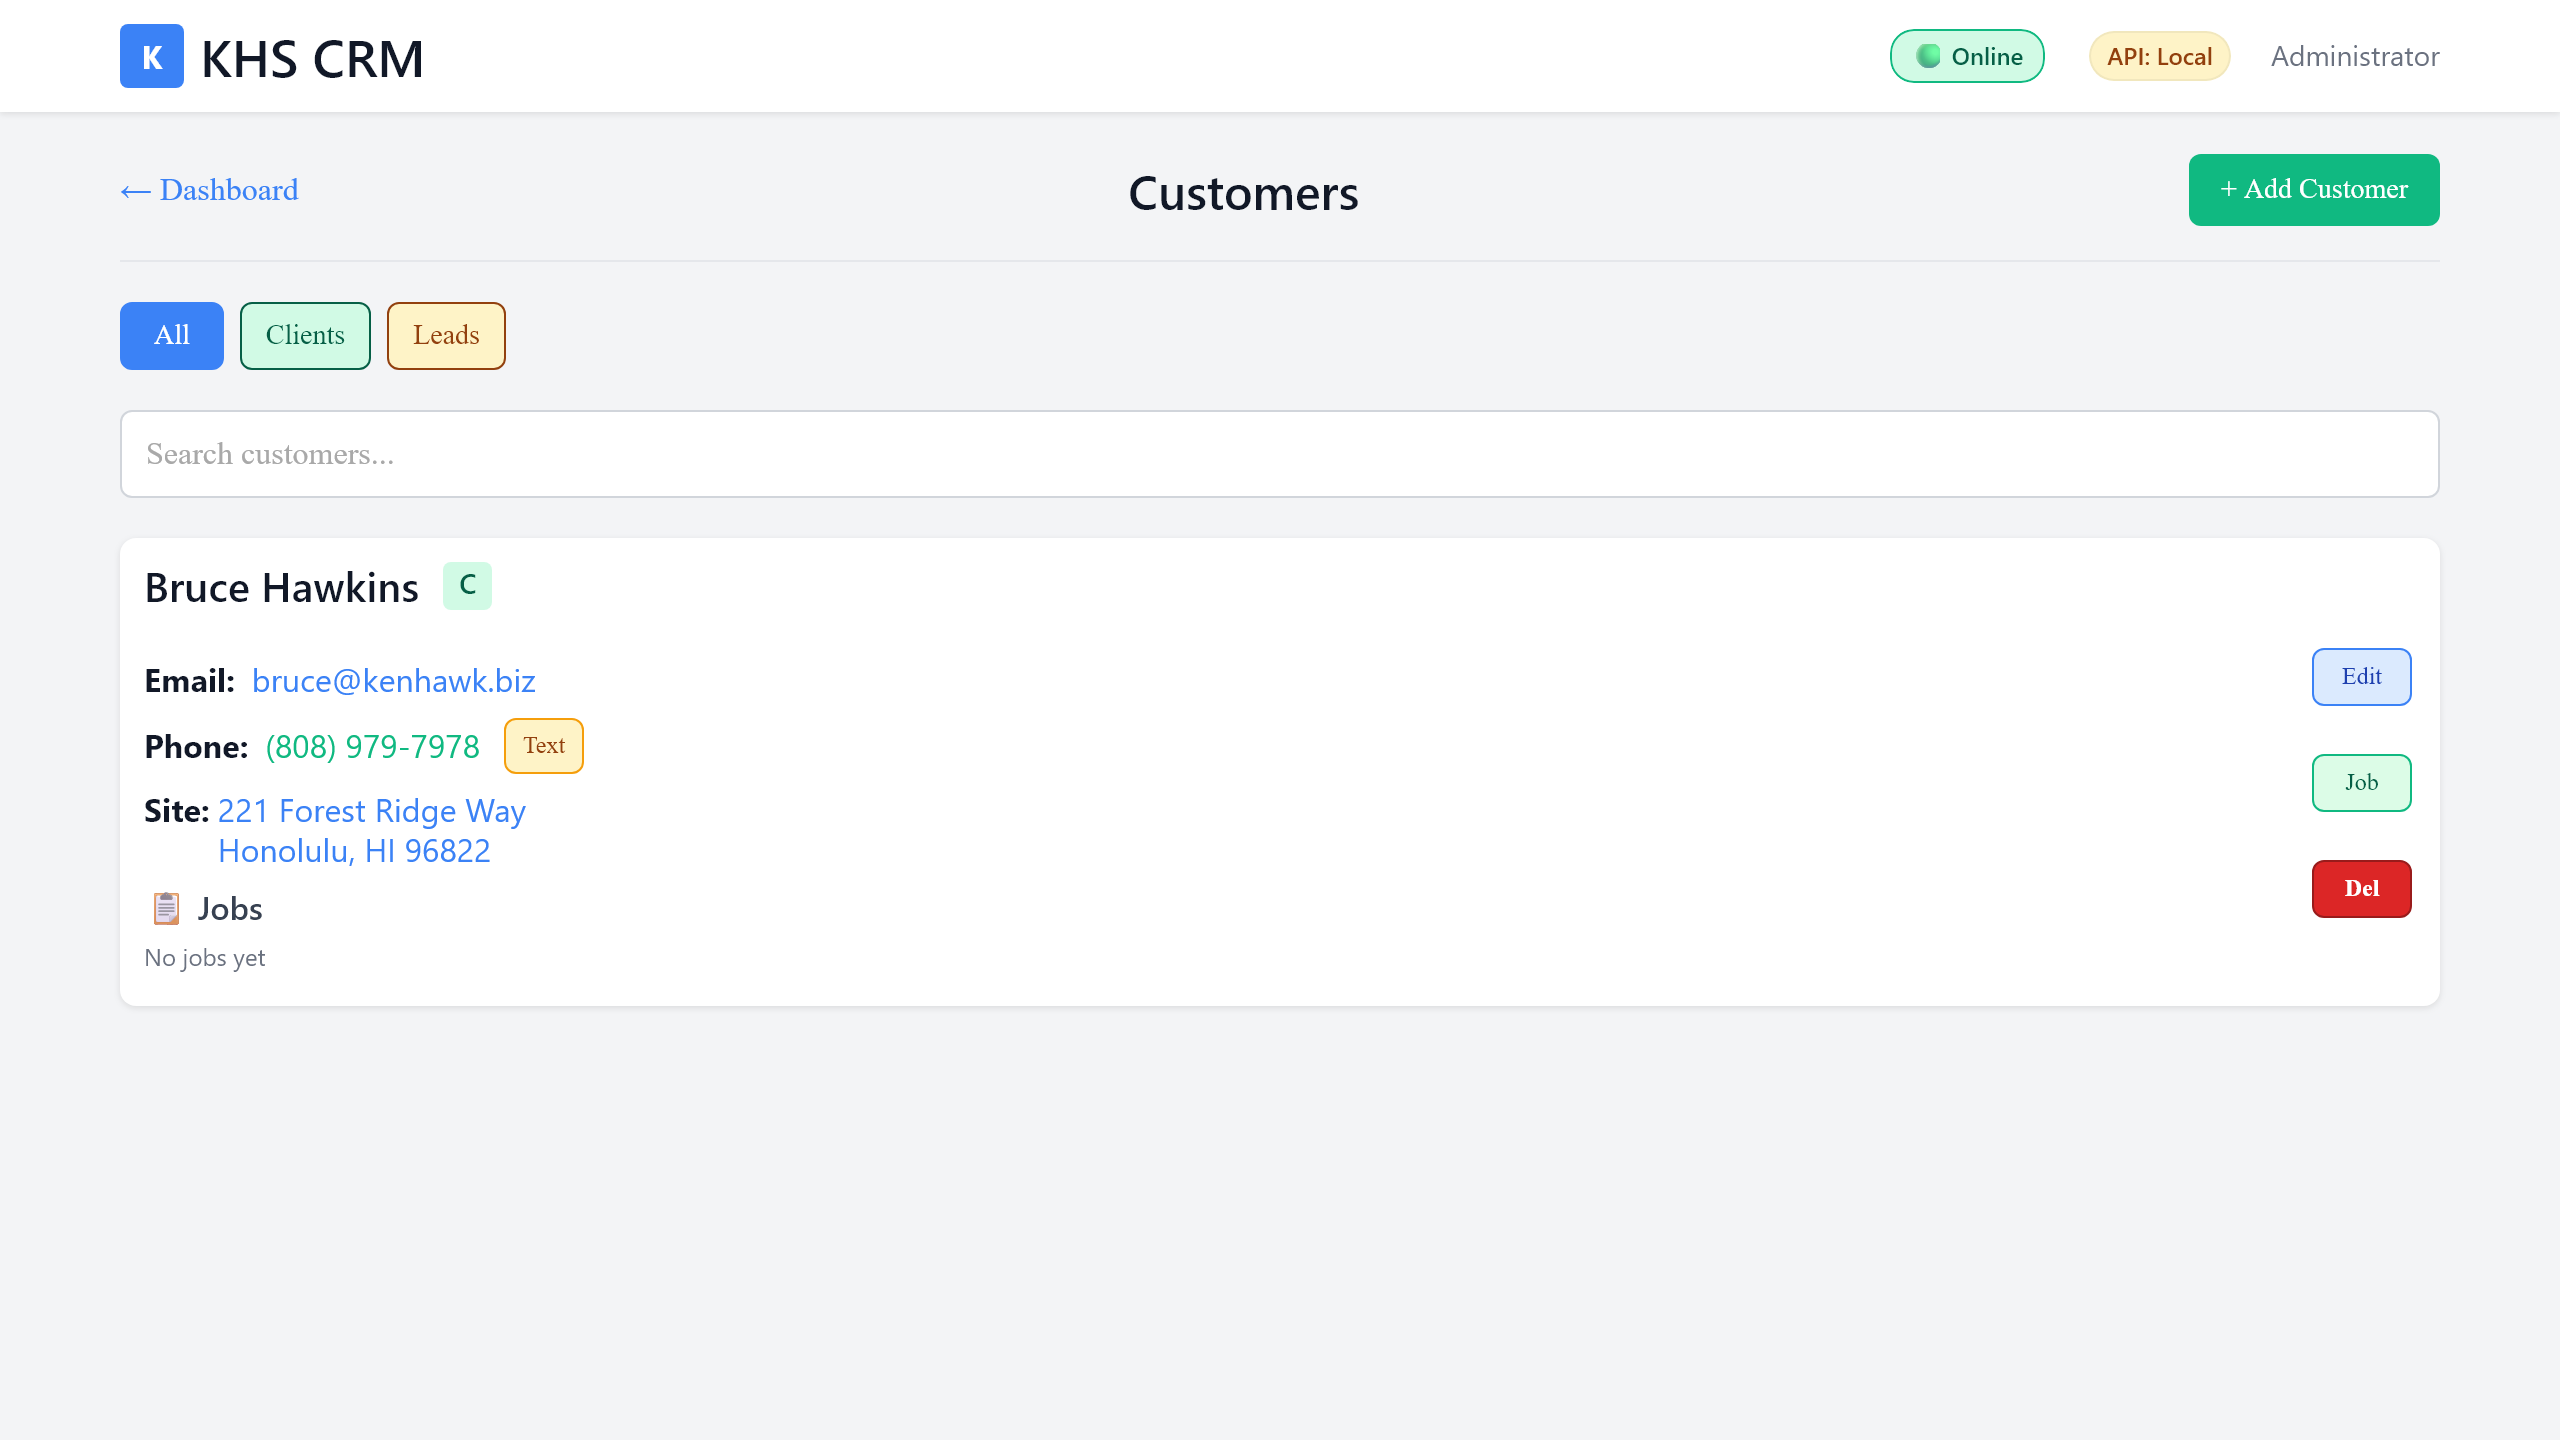 K KHS CRM
Online API: Local Administrator
← Dashboard Customers + Add Customer
All Clients Leads
Search customers...
Bruce Hawkins C
Email: bruce@kenhawk.biz
Edit
Phone: (808) 979-7978 Text
Job
Site: 221 Forest Ridge Way
Honolulu, HI 96822
Del
Jobs
No jobs yet